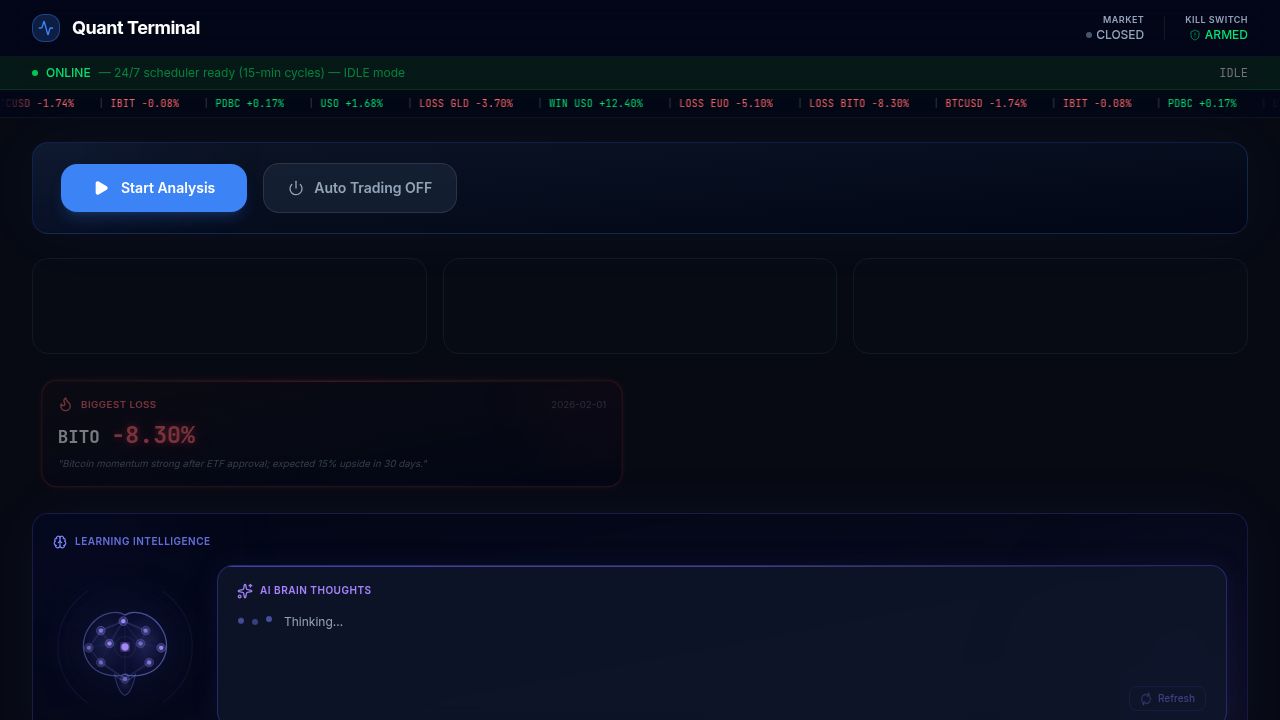 Quant Terminal
MARKET
CLOSED
KILL SWITCH
ARMED
ONLINE — 24/7 scheduler ready (15-min cycles) — IDLE mode
IDLE
CUSD -1.74% | IBIT -0.08% | PDBC +0.17% | USO +1.68% | LOSS GLD -3.70% | WIN USO +12.40% | LOSS EUO -5.10% | LOSS BITO -8.30% | BTCUSD -1.74% | IBIT -0.08% | PDBC +0.17% |
Start Analysis
Auto Trading OFF
BIGGEST LOSS
2026-02-01
BITO -8.30%
"Bitcoin momentum strong after ETF approval; expected 15% upside in 30 days."
LEARNING INTELLIGENCE
AI BRAIN THOUGHTS
Thinking...
Refresh